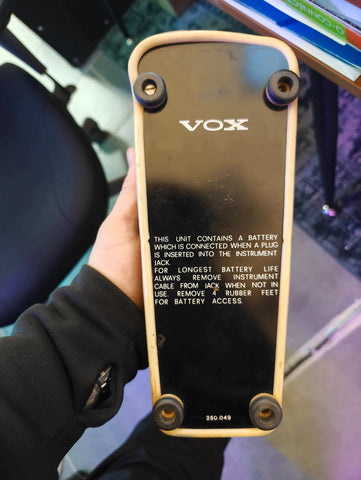 Q-CONNECT
VOX
THIS UNIT CONTAINS A BATTERY
WHICH IS CONNECTED WHEN A PLUG
IS INSERTED INTO THE INSTRUMENT
JACK.
FOR LONGEST BATTERY LIFE
ALWAYS REMOVE INSTRUMENT
CABLE FROM JACK WHEN NOT IN
USE. REMOVE 4 RUBBER FEET
FOR BATTERY ACCESS.
250.049